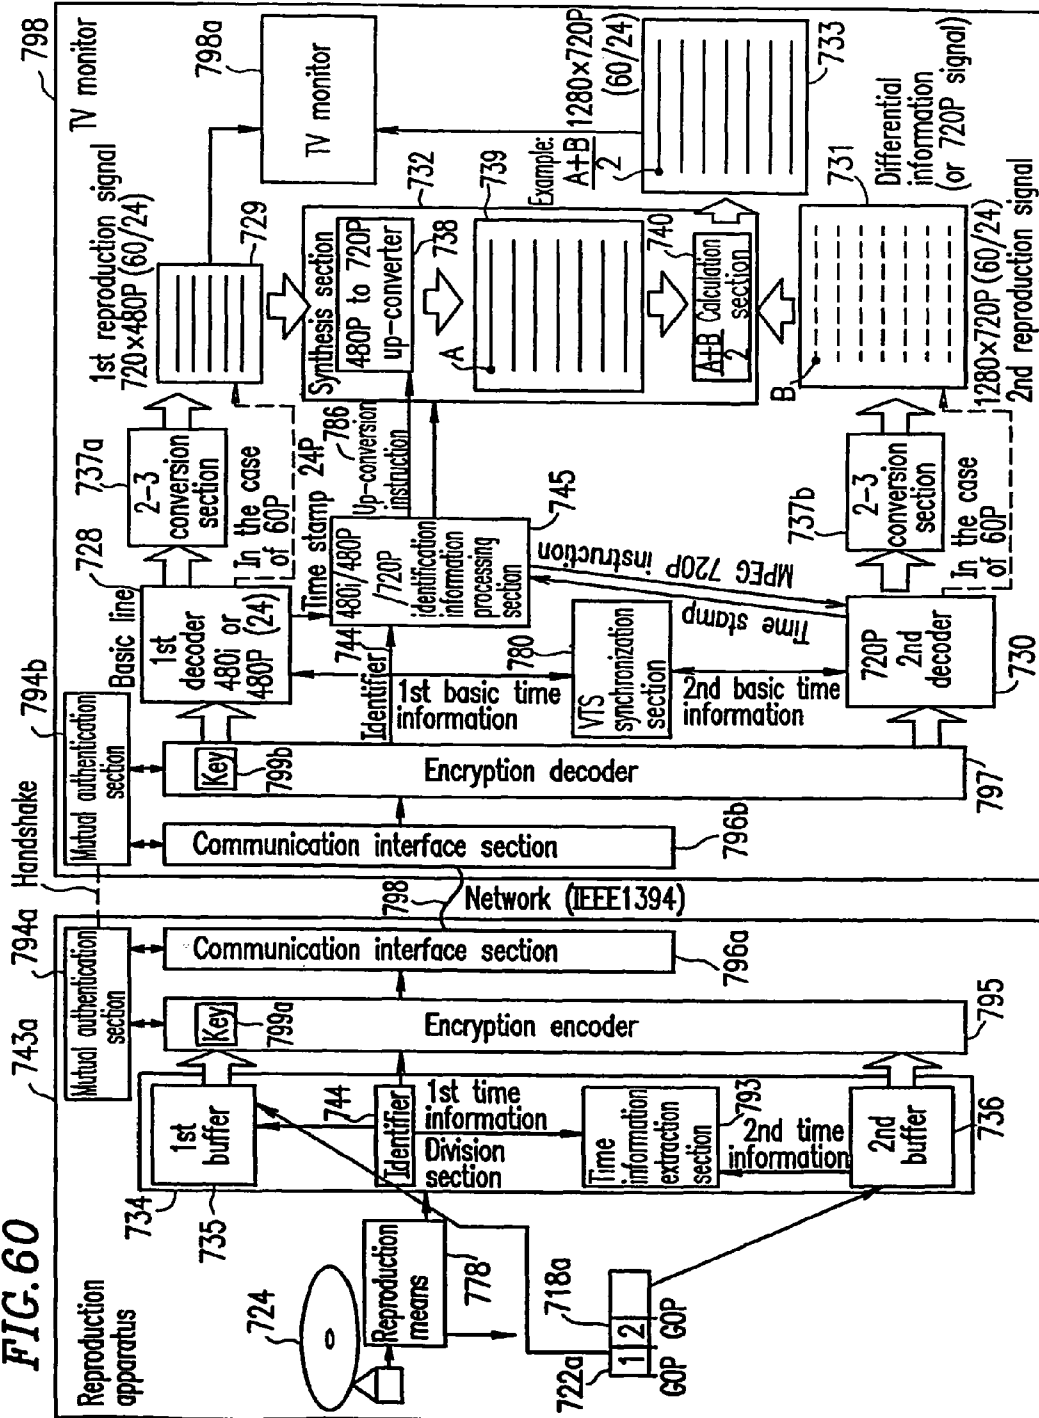 FIG.60
Reproduction
apparatus
743a
794a
Handshake
794b
798
TV monitor
724
Reproduction
means
778
722a
1
2
718a
GOP
GOP
734
735
1st
buffer
744
Identifier
Division
section
1st time
information
Time
information
extraction
section
793
2nd time
information
2nd
buffer
736
Mutual authentication
section
Key
799a
Encryption encoder
795
Communication interface section
796a
798
Network (IEEE1394)
Mutual authentication
section
Communication interface section
796b
Key
799b
Encryption decoder
797
Basic line
728
1st
decoder
480i or
480P (24)
744
Identifier
1st basic time
information
780
VTS
synchronization
section
2nd basic time
information
720P
2nd
decoder
730
Time stamp
24P
480i/480P
/720P
identification
information
processing
section
745
MPEG 720P
instruction
Time
stamp
In the case
of 60P
737a
2-3
conversion
section
786
Up-conversion
instruction
737b
2-3
conversion
section
In the case
of 60P
1st reproduction signal
720×480P (60/24)
729
Synthesis section
480P to 720P
up-converter
738
732
A
739
740
A+B
2
Calculation
section
B
731
1280×720P (60/24)
2nd reproduction signal
Differential
information
(or 720P signal)
798a
TV monitor
Example:
A+B
2
1280×720P
(60/24)
733